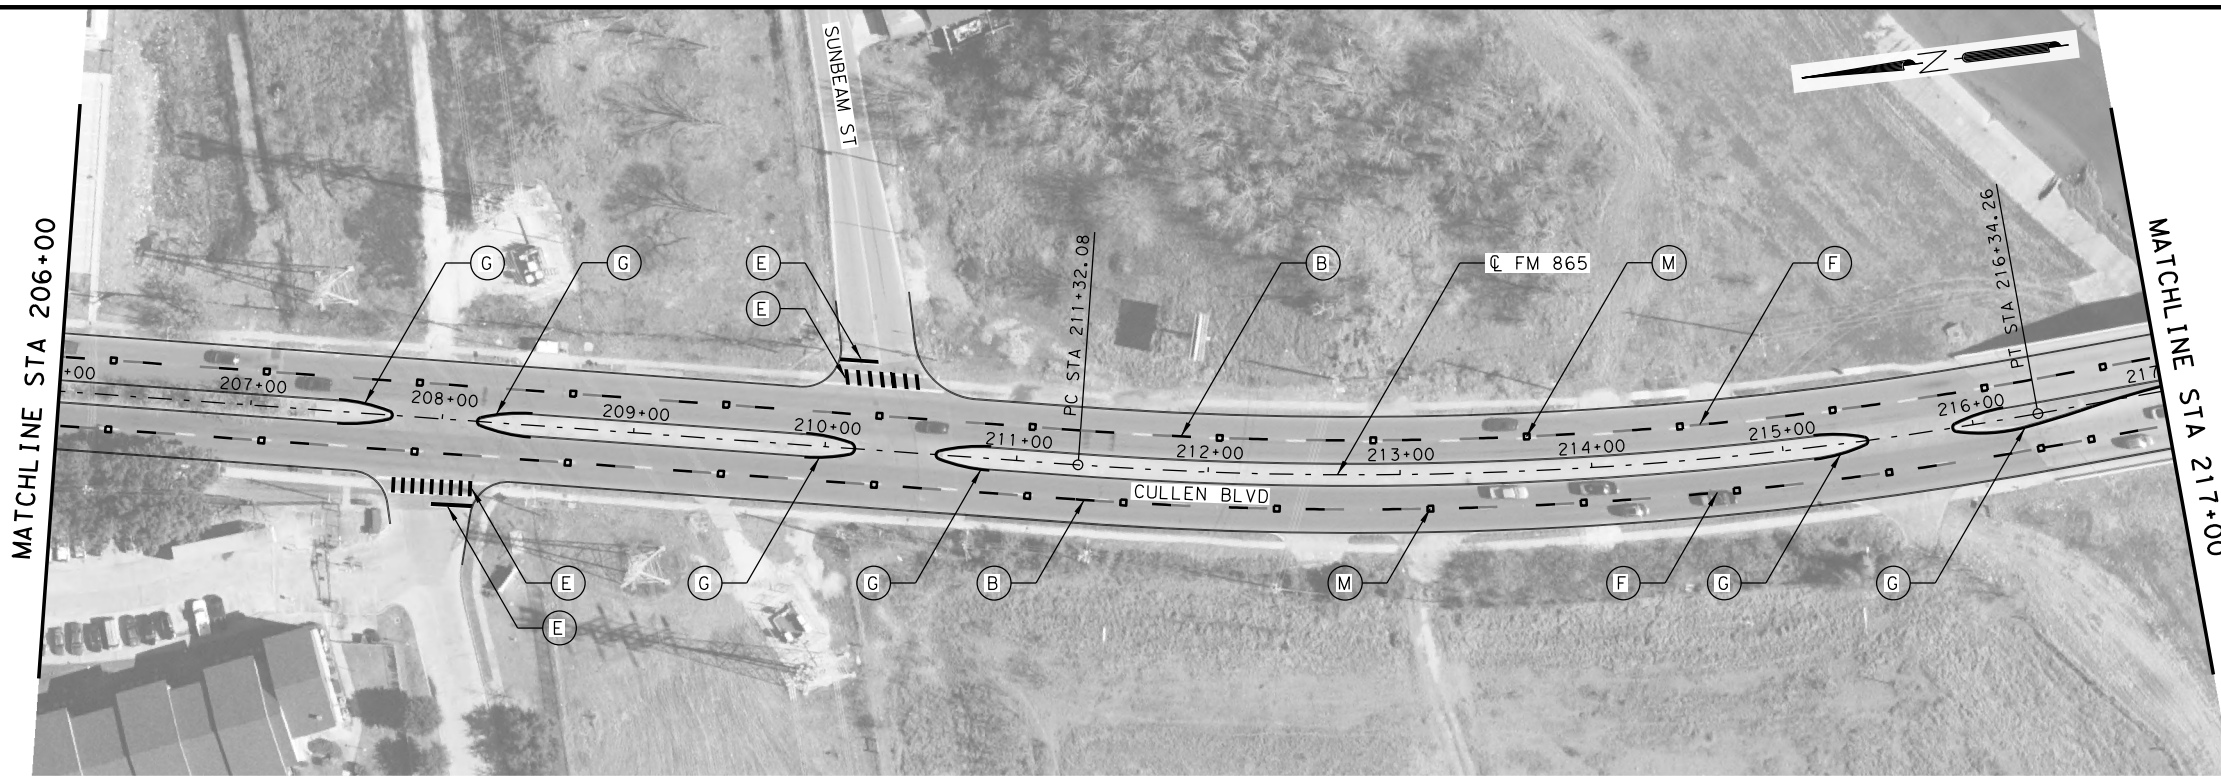 MATCHLINE STA 206+00
SUNBEAM ST
N
G
G
E
E
PC STA 211+32.08
B
℄ FM 865
M
F
PT STA 216+34.26
MATCHLINE STA 217+00
+00
207+00
208+00
209+00
210+00
211+00
212+00
213+00
214+00
215+00
216+00
217
CULLEN BLVD
E
E
G
G
B
M
F
G
G